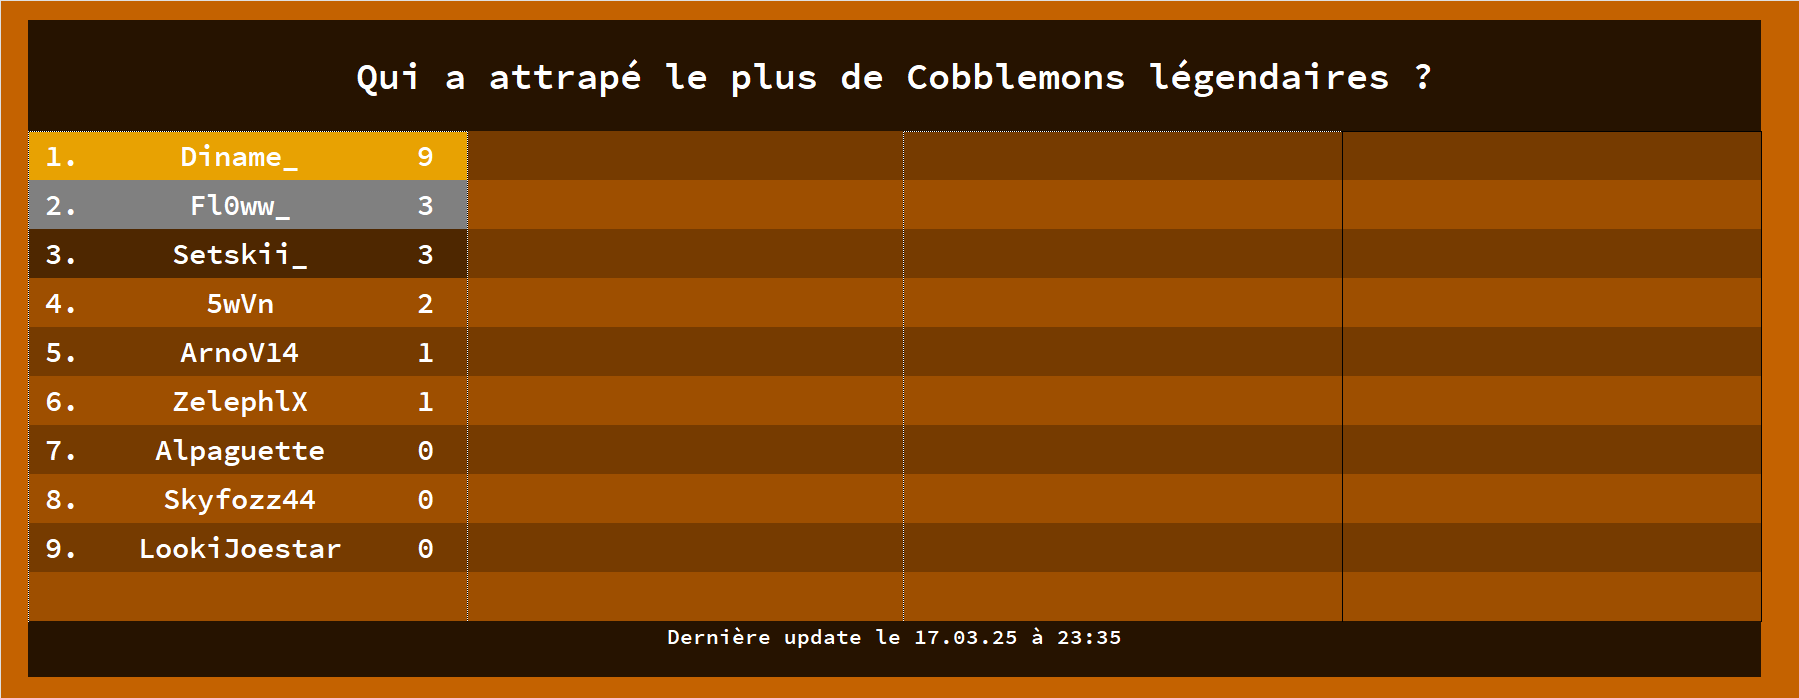 Qui a attrapé le plus de Cobblemons légendaires ?
1. Diname_ 9
2. Fl0ww_ 3
3. Setskii_ 3
4. 5wVn 2
5. ArnoV14 1
6. ZelephlX 1
7. Alpaguette 0
8. Skyfozz44 0
9. LookiJoestar 0
Dernière update le 17.03.25 à 23:35